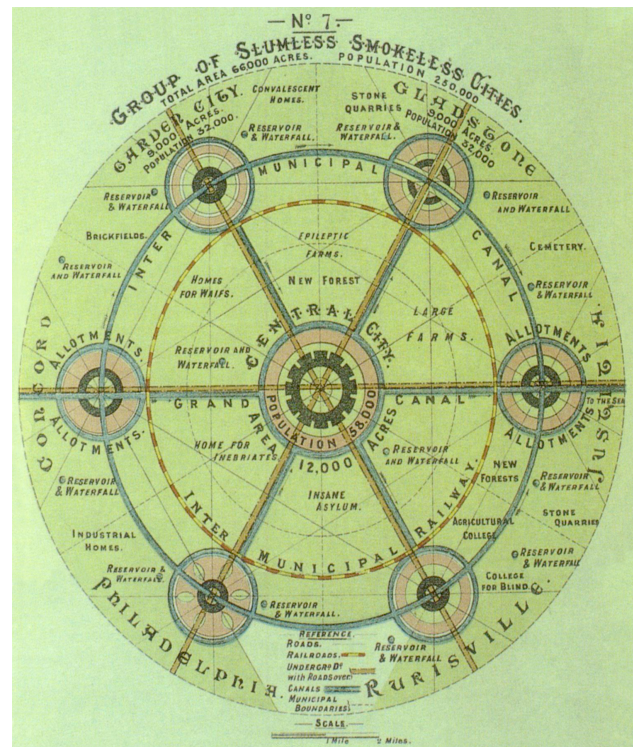 — Nº 7. —
GROUP OF SLUMLESS SMOKELESS CITIES.
TOTAL AREA 66000 ACRES. POPULATION 250,000
GARDEN CITY.
9,000 ACRES.
POPULATION 32,000.
CONVALESCENT
HOMES.
STONE
QUARRIES
GLADSTONE
9,000 ACRES
POPULATION 32,000
RESERVOIR
& WATERFALL.
RESERVOIR &
WATERFALL.
INTER MUNICIPAL CANAL
RESERVOIR
& WATERFALL
RESERVOIR
AND WATERFALL
BRICKFIELDS.
EPILEPTIC
FARMS.
CEMETERY.
RESERVOIR
AND WATERFALL
HOMES
FOR WAIFS.
NEW FOREST
LARGE
FARMS.
RESERVOIR
& WATERFALL
CONCORD
ALLOTMENTS.
CENTRAL CITY.
ALLOTMENTS
JUSTITIA
RESERVOIR AND
WATERFALL.
GRAND CANAL
TO THE SEA
POPULATION 58000
AREA 12,000 ACRES
ALLOTMENTS.
ALLOTMENTS
HOME FOR
INEBRIATES
RESERVOIR
AND WATERFALL
NEW
FORESTS
RESERVOIR
& WATERFALL
INSANE
ASYLUM.
RESERVOIR
& WATERFALL
INTER MUNICIPAL RAILWAY.
STONE
QUARRIES
INDUSTRIAL
HOMES.
AGRICULTURAL
COLLEGE
RESERVOIR &
WATERFALL.
RESERVOIR
& WATERFALL
COLLEGE
FOR BLIND.
RESERVOIR
& WATERFALL.
PHILADELPHIA.
RURISVILLE.
REFERENCE.
ROADS.
RAILROADS.
UNDERGRD Dº
with ROADS over
CANALS
MUNICIPAL
BOUNDARIES
RESERVOIR
& WATERFALL
SCALE
1 Mile 2 Miles.